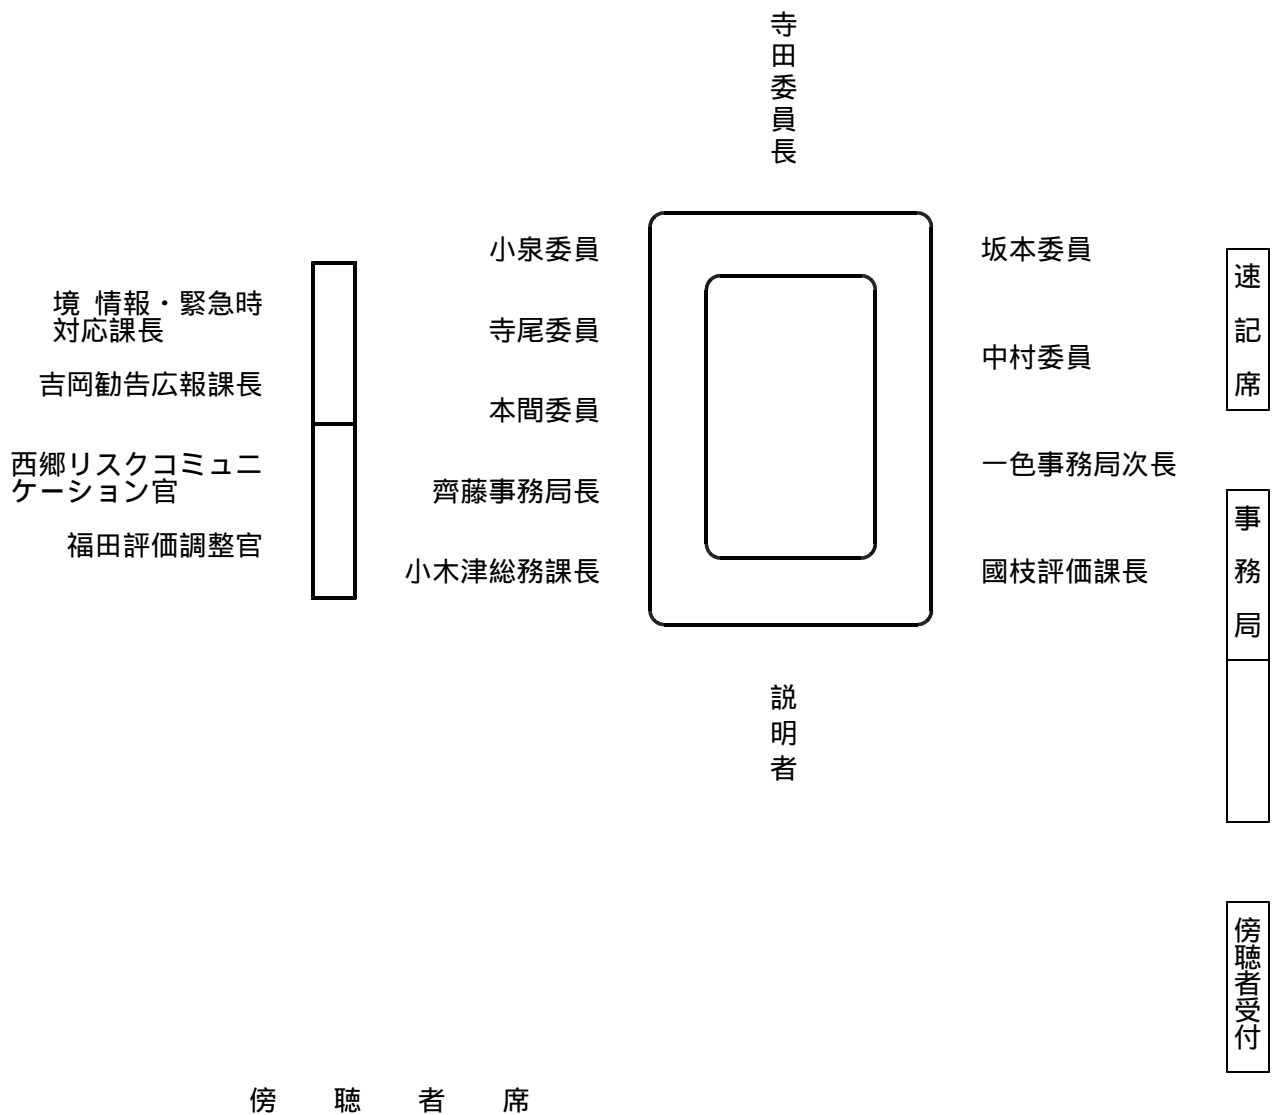 寺田委員長
小泉委員
寺尾委員
本間委員
齊藤事務局長
小木津総務課長
坂本委員
中村委員
一色事務局次長
國枝評価課長
境 情報・緊急時
対応課長
吉岡勧告広報課長
西郷リスクコミュニ
ケーション官
福田評価調整官
速記席
事務局
説明者
傍聴者受付
傍聴者席